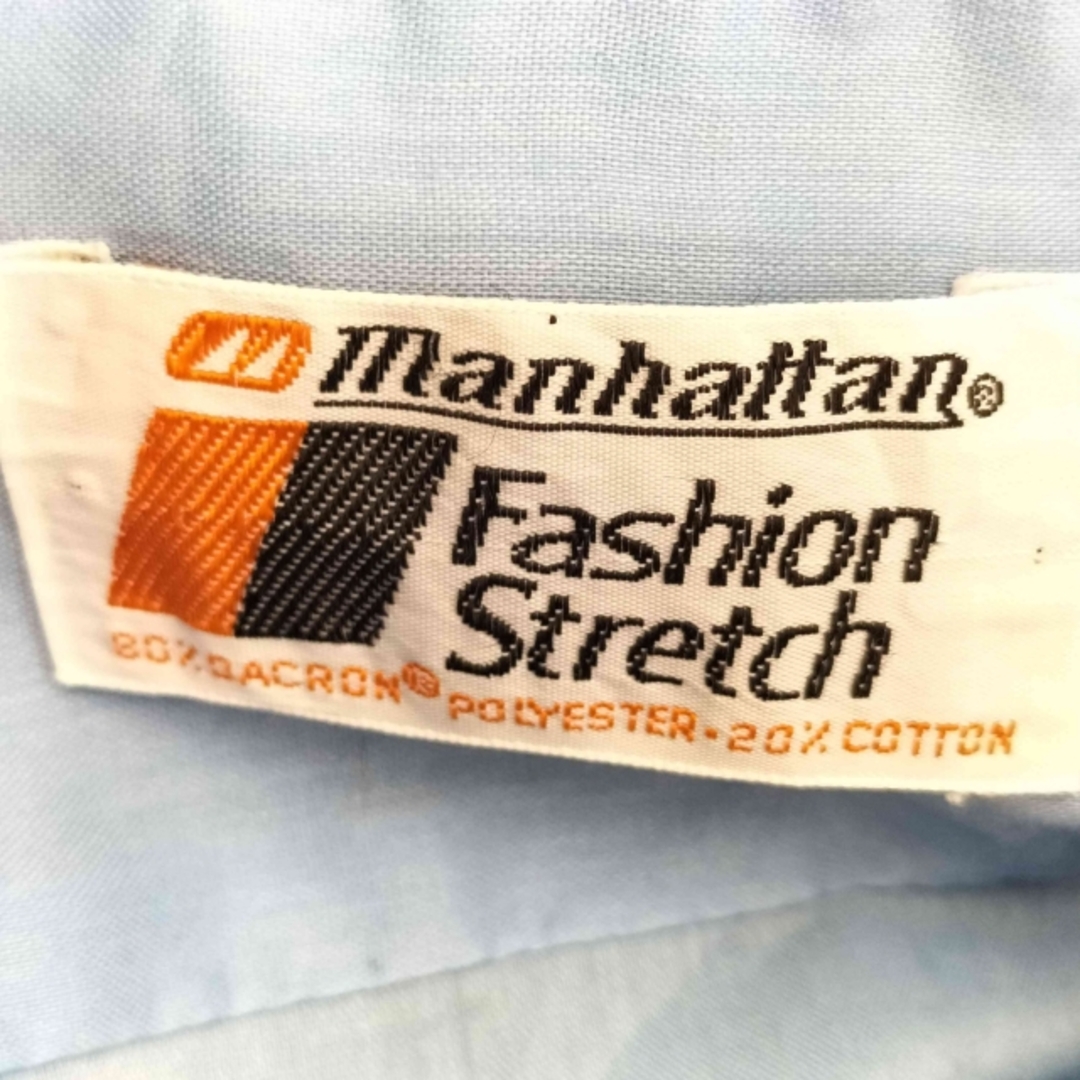 Manhattan®
Fashion
Stretch
80% DACRON® POLYESTER • 20% COTTON